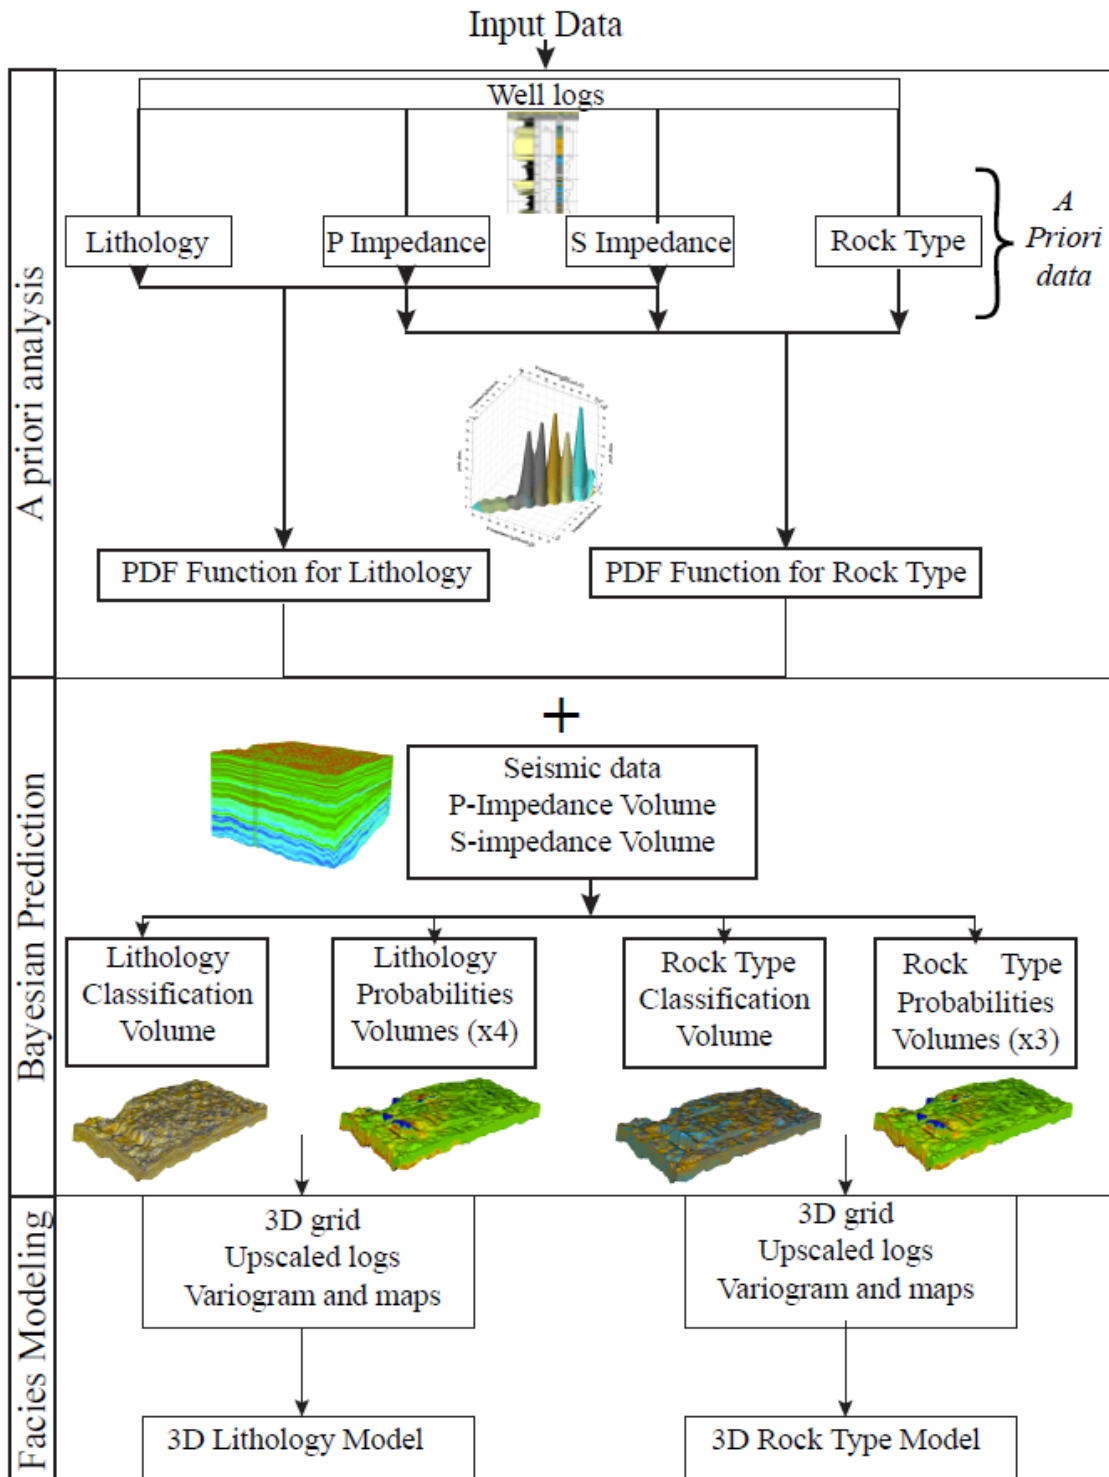 Input Data
A priori analysis
Well logs
Lithology
P Impedance
S Impedance
Rock Type
A
Priori
data
PDF Function for Lithology
PDF Function for Rock Type
Bayesian Prediction
+
Seismic data
P-Impedance Volume
S-impedance Volume
Lithology
Classification
Volume
Lithology
Probabilities
Volumes (x4)
Rock Type
Classification
Volume
Rock Type
Probabilities
Volumes (x3)
Facies Modeling
3D grid
Upscaled logs
Variogram and maps
3D grid
Upscaled logs
Variogram and maps
3D Lithology Model
3D Rock Type Model